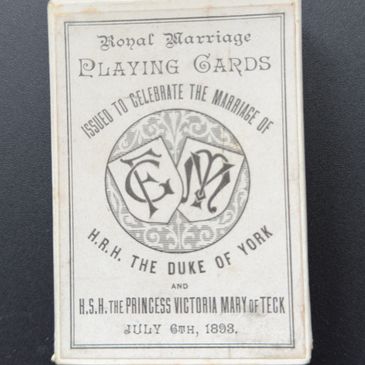 Royal Marriage
PLAYING CARDS
ISSUED TO CELEBRATE THE MARRIAGE OF
H.R.H. THE DUKE OF YORK
AND
H.S.H. THE PRINCESS VICTORIA MARY OF TECK
JULY 6TH, 1893.